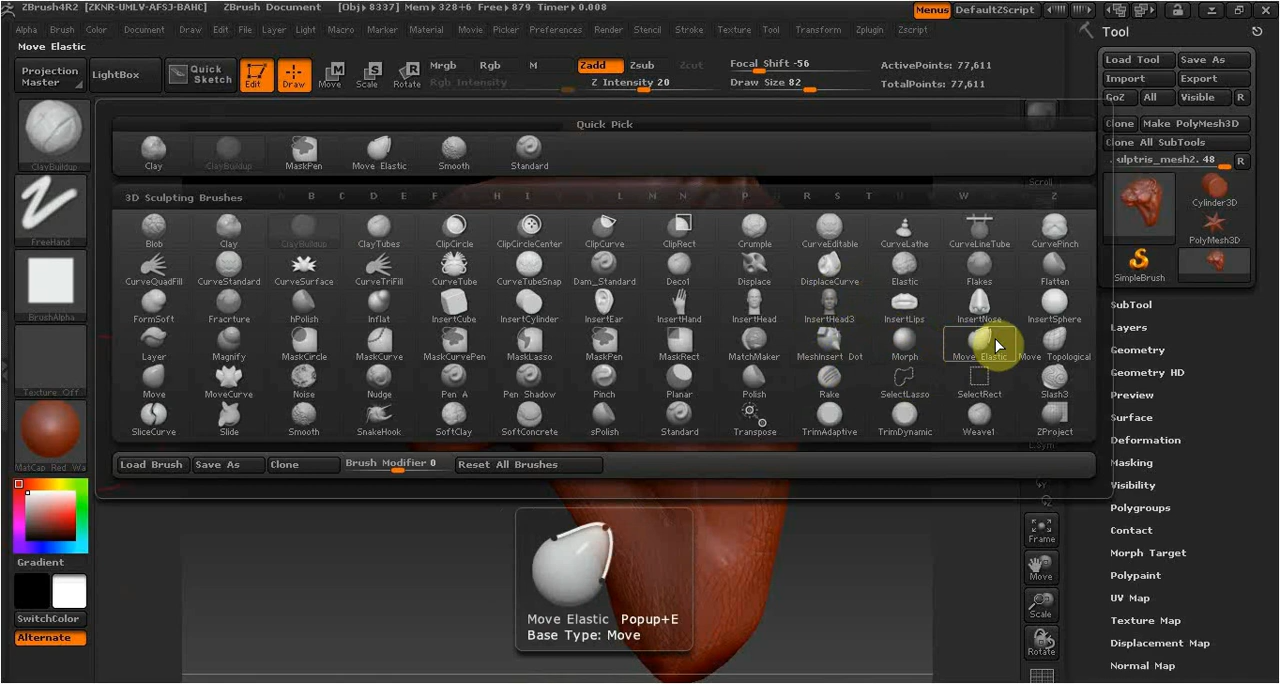 ZBrush4R2 [ZKNR-UMLV-AFSJ-BAHC] ZBrush Document [Obj▸8337] Mem▸328+6 Free▸879 Timer▸0.008 Menus DefaultZScript
Alpha Brush Color Document Draw Edit File Layer Light Macro Marker Material Movie Picker Preferences Render Stencil Stroke Texture Tool Transform Zplugin Zscript
Tool
Move Elastic
Load Tool Save As
Import Export
GoZ All Visible R
Clone Make PolyMesh3D
Clone All SubTools
.ulptris_mesh2. 48 R
Cylinder3D
PolyMesh3D
SimpleBrush
Projection Master
LightBox
Quick Sketch
Edit Draw Move Scale Rotate
Mrgb Rgb M Zadd Zsub Zcut Focal Shift -56 ActivePoints: 77,611
Rgb Intensity Z Intensity 20 Draw Size 82 TotalPoints: 77,611
Quick Pick
Clay ClayBuildup MaskPen Move Elastic Smooth Standard
3D Sculpting Brushes B C D E F H I L M N P R S T U W Z
Blob Clay ClayBuildup ClayTubes ClipCircle ClipCircleCenter ClipCurve ClipRect Crumple CurveEditable CurveLathe CurveLineTube CurvePinch
CurveQuadFill CurveStandard CurveSurface CurveTriFill CurveTube CurveTubeSnap Dam_Standard Deco1 Displace DisplaceCurve Elastic Flakes Flatten
FormSoft Fracrture hPolish Inflat InsertCube InsertCylinder InsertEar InsertHand InsertHead InsertHead3 InsertLips InsertNose InsertSphere
Layer Magnify MaskCircle MaskCurve MaskCurvePen MaskLasso MaskPen MaskRect MatchMaker MeshInsert Dot Morph Move Elastic Move Topological
Move MoveCurve Noise Nudge Pen A Pen Shadow Pinch Planar Polish Rake SelectLasso SelectRect Slash3
SliceCurve Slide Smooth SnakeHook SoftClay SoftConcrete sPolish Standard Transpose TrimAdaptive TrimDynamic Weave1 ZProject
Load Brush Save As Clone Brush Modifier 0 Reset All Brushes
ClayBuildup
FreeHand
BrushAlpha
Texture Off
MatCap Red Wa
Gradient
SwitchColor
Alternate
Move Elastic Popup+E
Base Type: Move
Scroll
Frame
Move
Scale
Rotate
SubTool
Layers
Geometry
Geometry HD
Preview
Surface
Deformation
Masking
Visibility
Polygroups
Contact
Morph Target
Polypaint
UV Map
Texture Map
Displacement Map
Normal Map